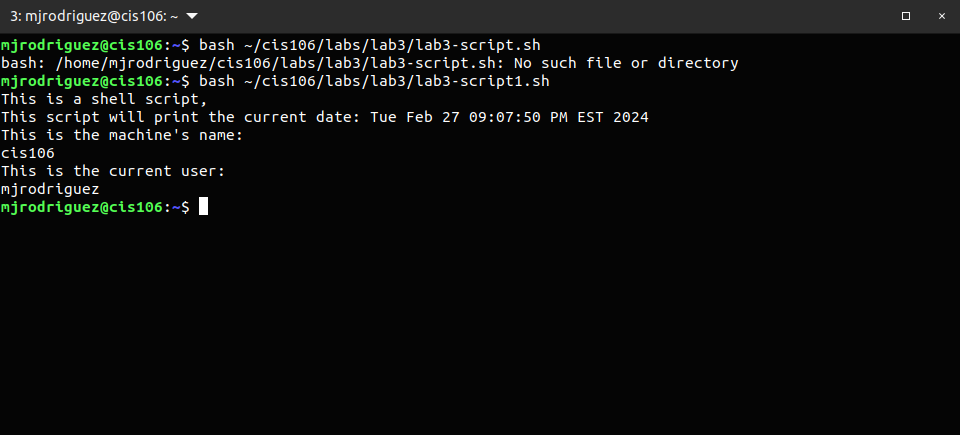 3: mjrodriguez@cis106: ~
mjrodriguez@cis106:~$ bash ~/cis106/labs/lab3/lab3-script.sh
bash: /home/mjrodriguez/cis106/labs/lab3/lab3-script.sh: No such file or directory
mjrodriguez@cis106:~$ bash ~/cis106/labs/lab3/lab3-script1.sh
This is a shell script,
This script will print the current date: Tue Feb 27 09:07:50 PM EST 2024
This is the machine's name:
cis106
This is the current user:
mjrodriguez
mjrodriguez@cis106:~$